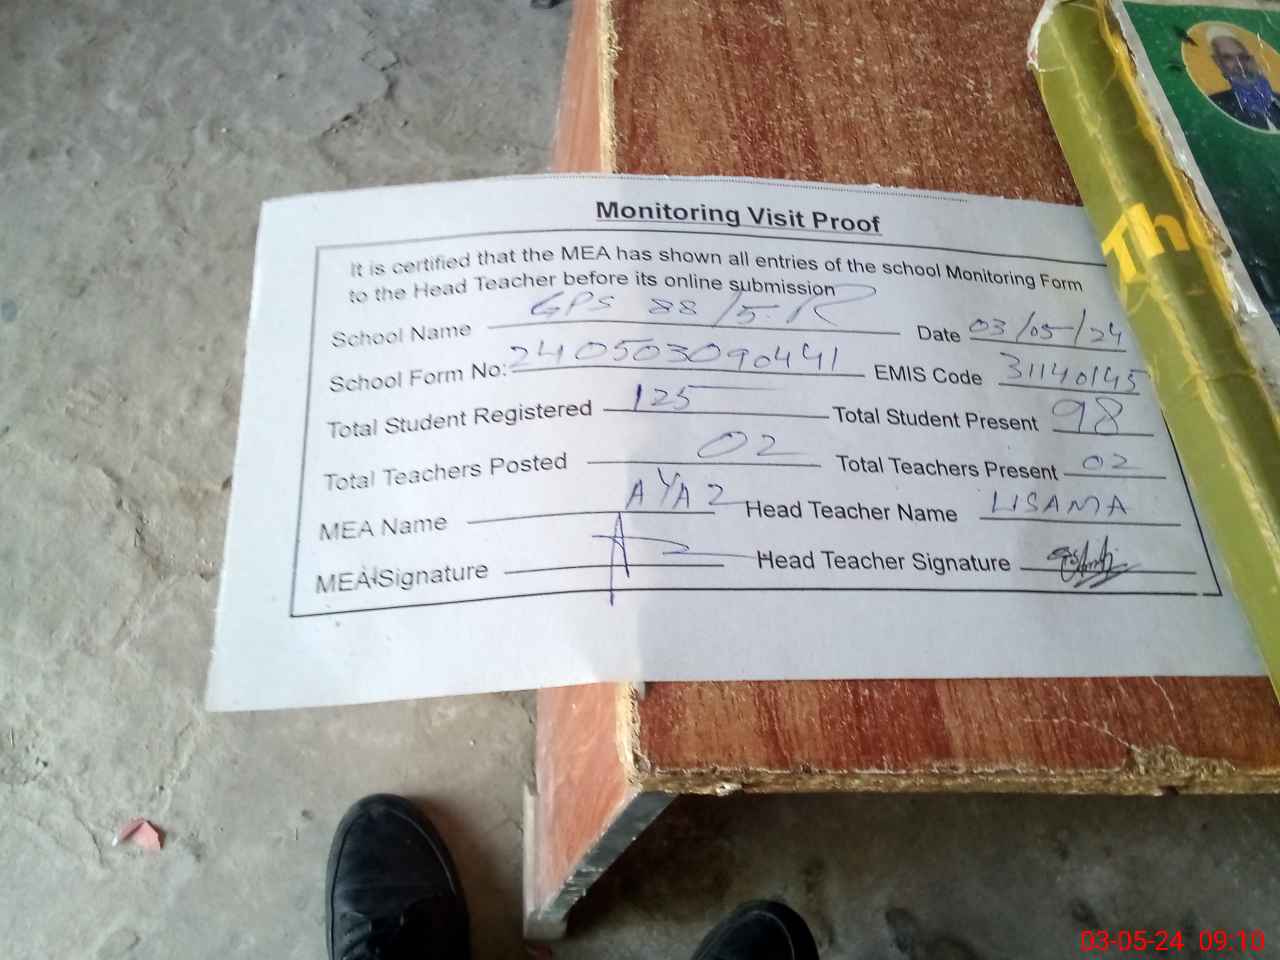 Monitoring Visit Proof
It is certified that the MEA has shown all entries of the school Monitoring Form
to the Head Teacher before its online submission
School Name GPS 88/5-R Date 03/05/24
School Form No: 240503090441 EMIS Code 31140145
Total Student Registered 125 Total Student Present 98
Total Teachers Posted 02 Total Teachers Present 02
MEA Name AYAZ Head Teacher Name USAMA
MEA Signature Head Teacher Signature
Th
03-05-24 09:10